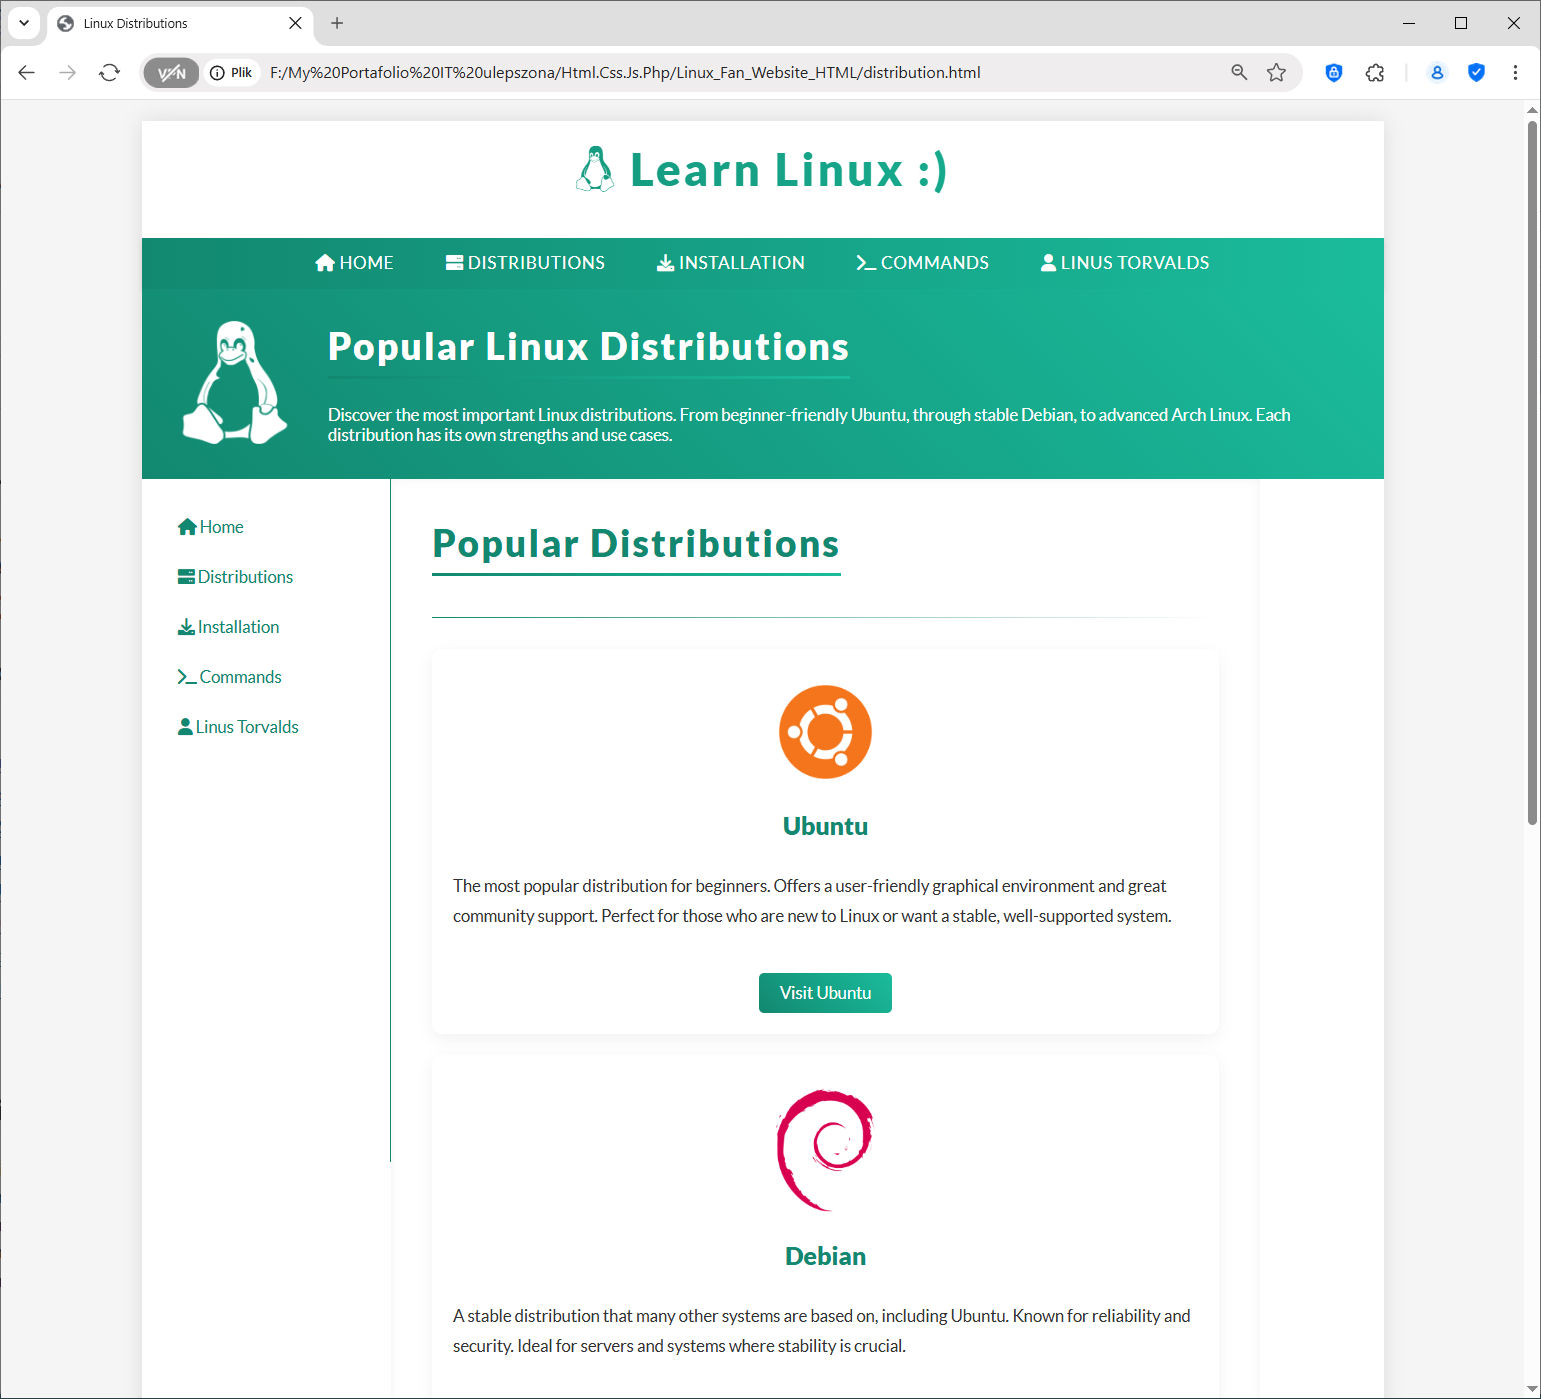 Linux Distributions
VPN
Plik
F:/My%20Portafolio%20IT%20ulepszona/Html.Css.Js.Php/Linux_Fan_Website_HTML/distribution.html
Learn Linux :)
HOME DISTRIBUTIONS INSTALLATION COMMANDS LINUS TORVALDS
Popular Linux Distributions
Discover the most important Linux distributions. From beginner-friendly Ubuntu, through stable Debian, to advanced Arch Linux. Each
distribution has its own strengths and use cases.
Home
Distributions
Installation
Commands
Linus Torvalds
Popular Distributions
Ubuntu
The most popular distribution for beginners. Offers a user-friendly graphical environment and great
community support. Perfect for those who are new to Linux or want a stable, well-supported system.
Visit Ubuntu
Debian
A stable distribution that many other systems are based on, including Ubuntu. Known for reliability and
security. Ideal for servers and systems where stability is crucial.